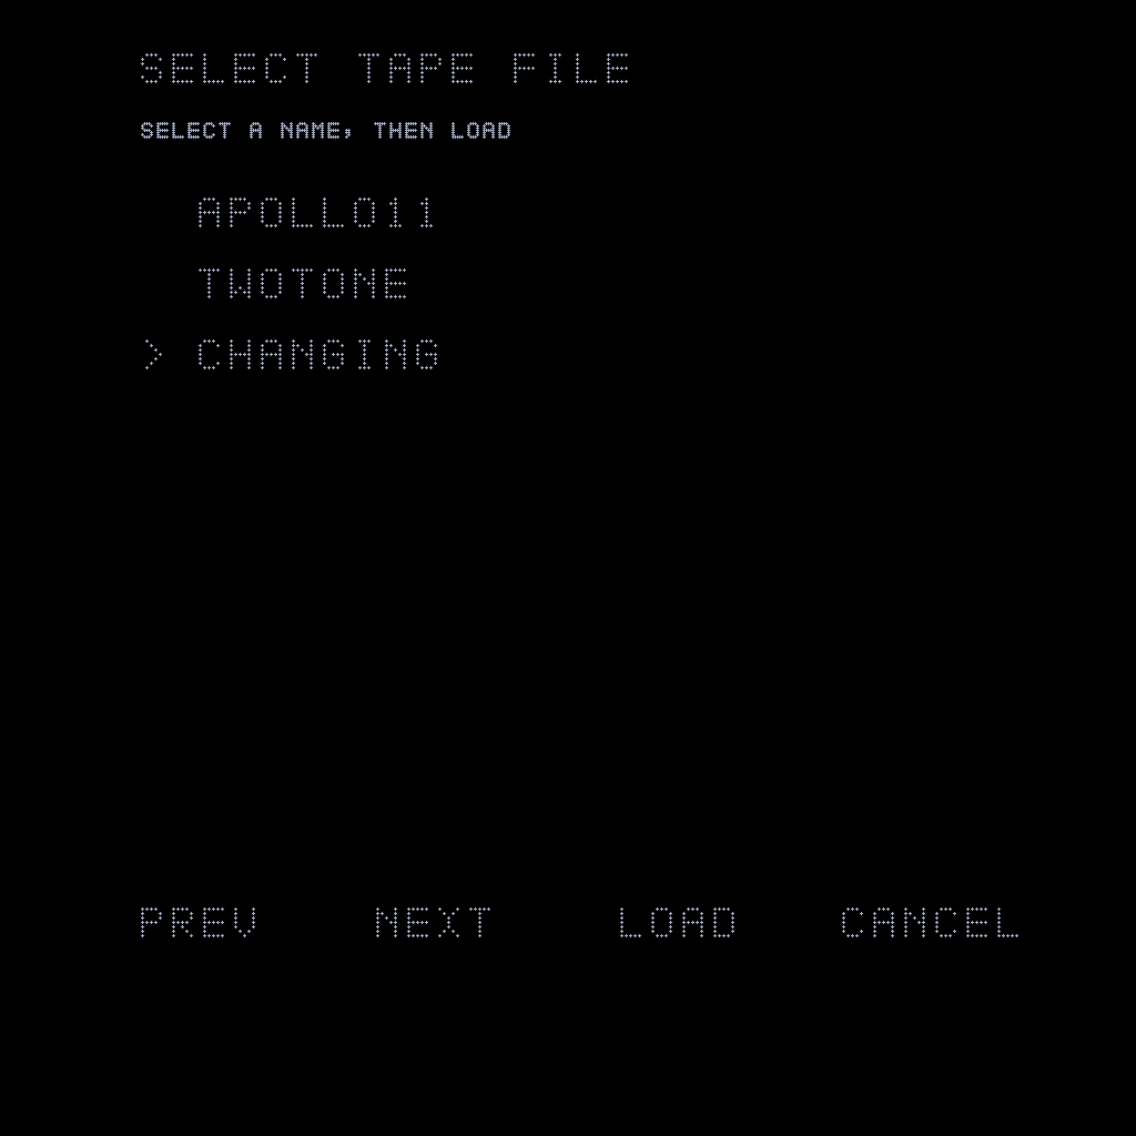 SELECT TAPE FILE
SELECT A NAME, THEN LOAD
APOLLO11
TWOTONE
> CHANGING
PREV NEXT LOAD CANCEL